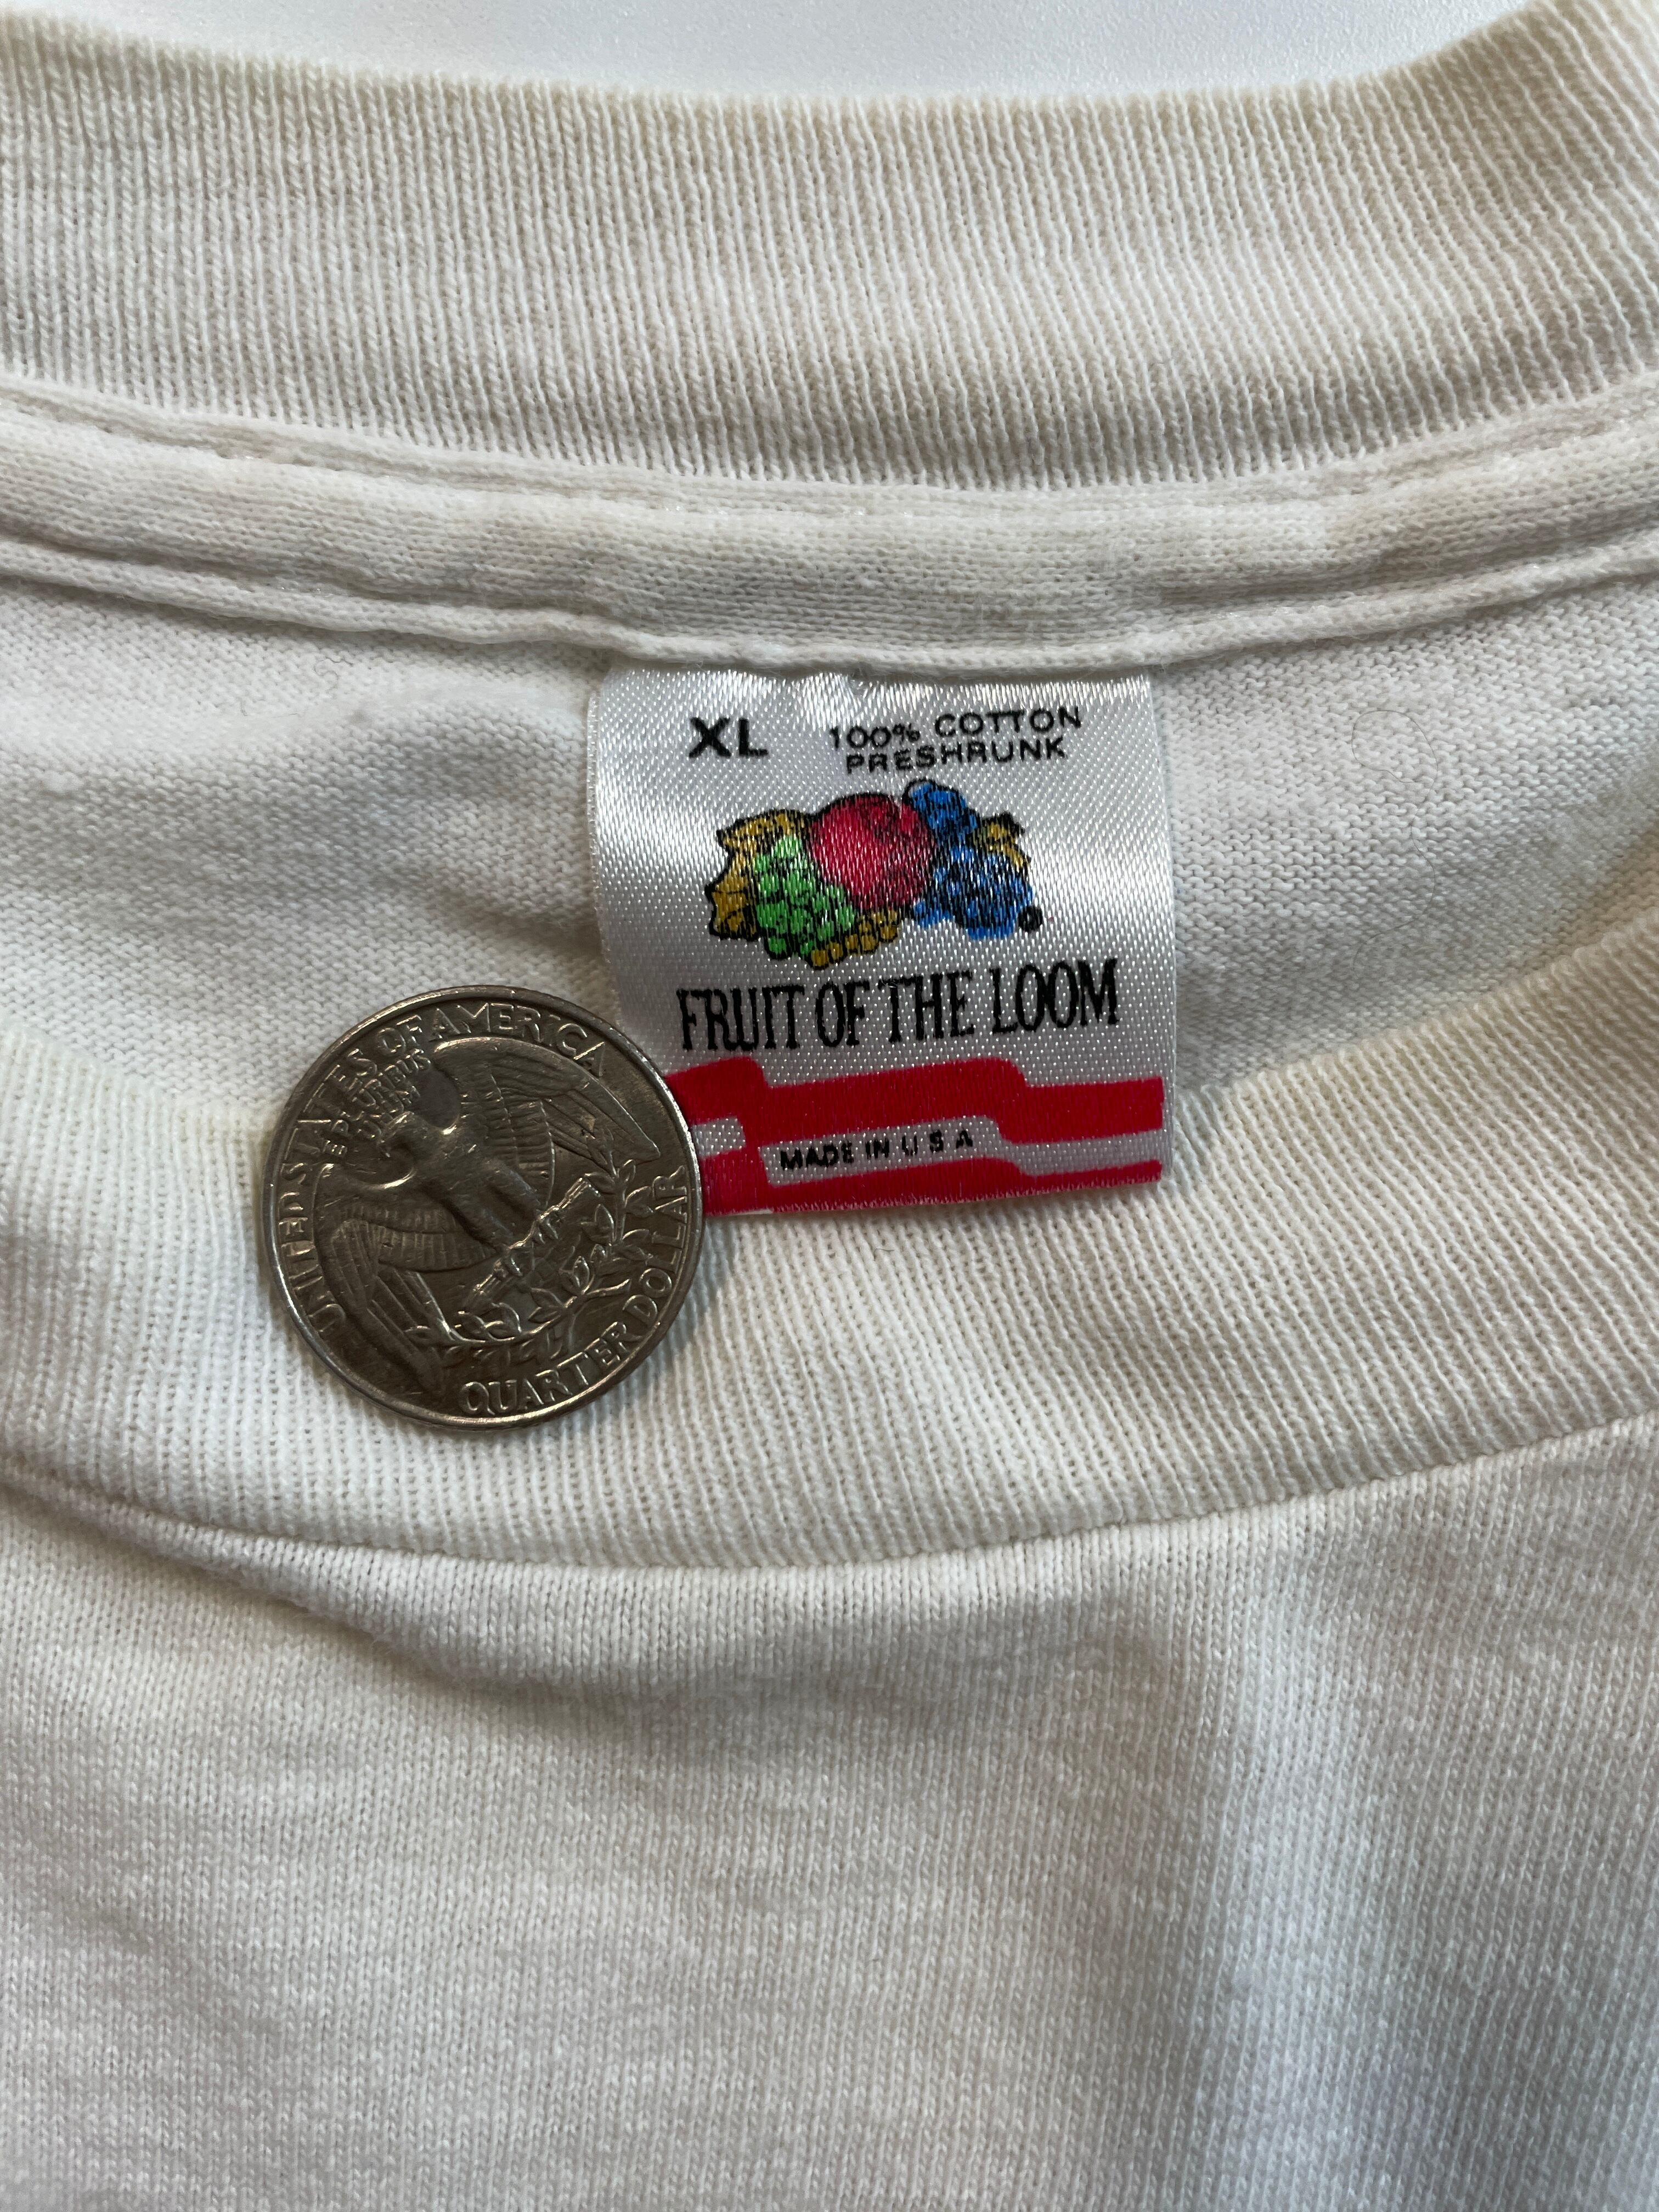 XL
100% COTTON
PRESHRUNK
FRUIT OF THE LOOM
MADE IN U S A
UNITED STATES OF AMERICA
E PLURIBUS
UNUM
QUARTER DOLLAR